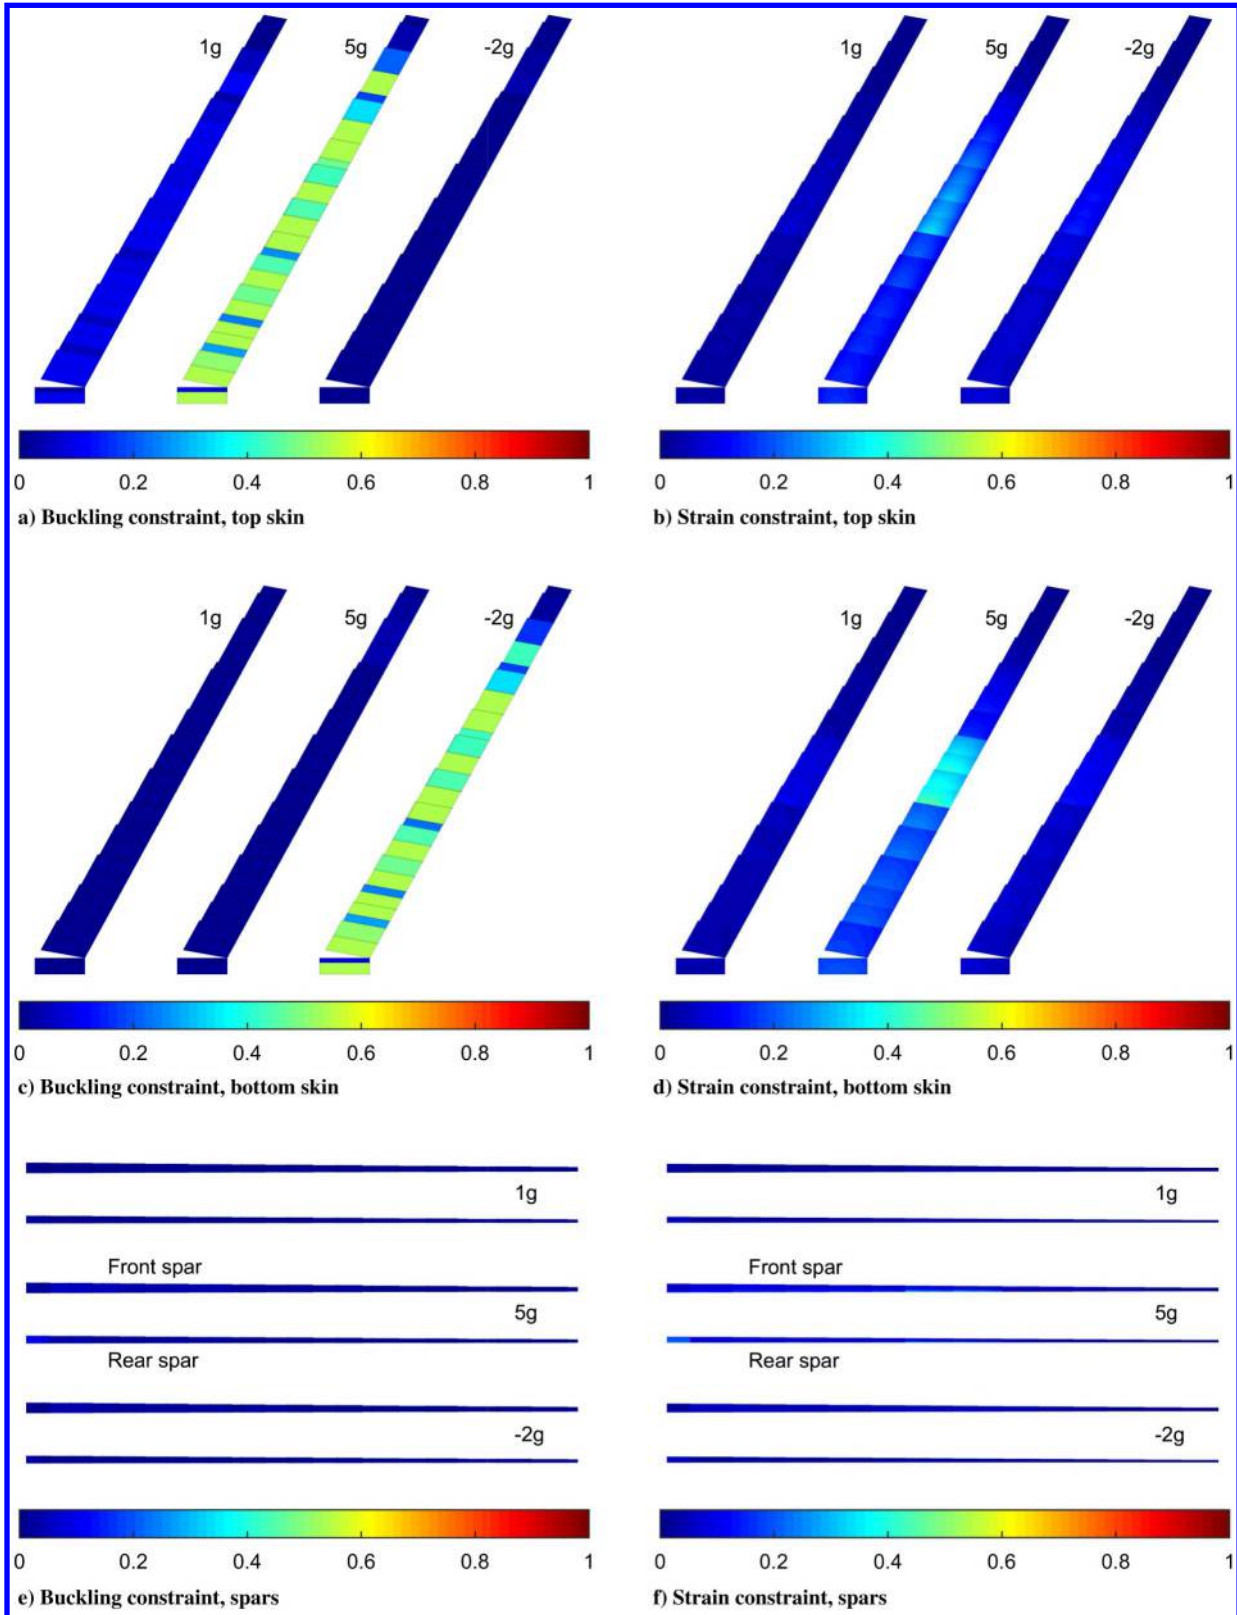 1g 5g -2g 1g 5g -2g
0 0.2 0.4 0.6 0.8 1 0 0.2 0.4 0.6 0.8 1
a) Buckling constraint, top skin b) Strain constraint, top skin
1g 5g -2g 1g 5g -2g
0 0.2 0.4 0.6 0.8 1 0 0.2 0.4 0.6 0.8 1
c) Buckling constraint, bottom skin d) Strain constraint, bottom skin
1g 1g
Front spar Front spar
5g 5g
Rear spar Rear spar
-2g -2g
0 0.2 0.4 0.6 0.8 1 0 0.2 0.4 0.6 0.8 1
e) Buckling constraint, spars f) Strain constraint, spars